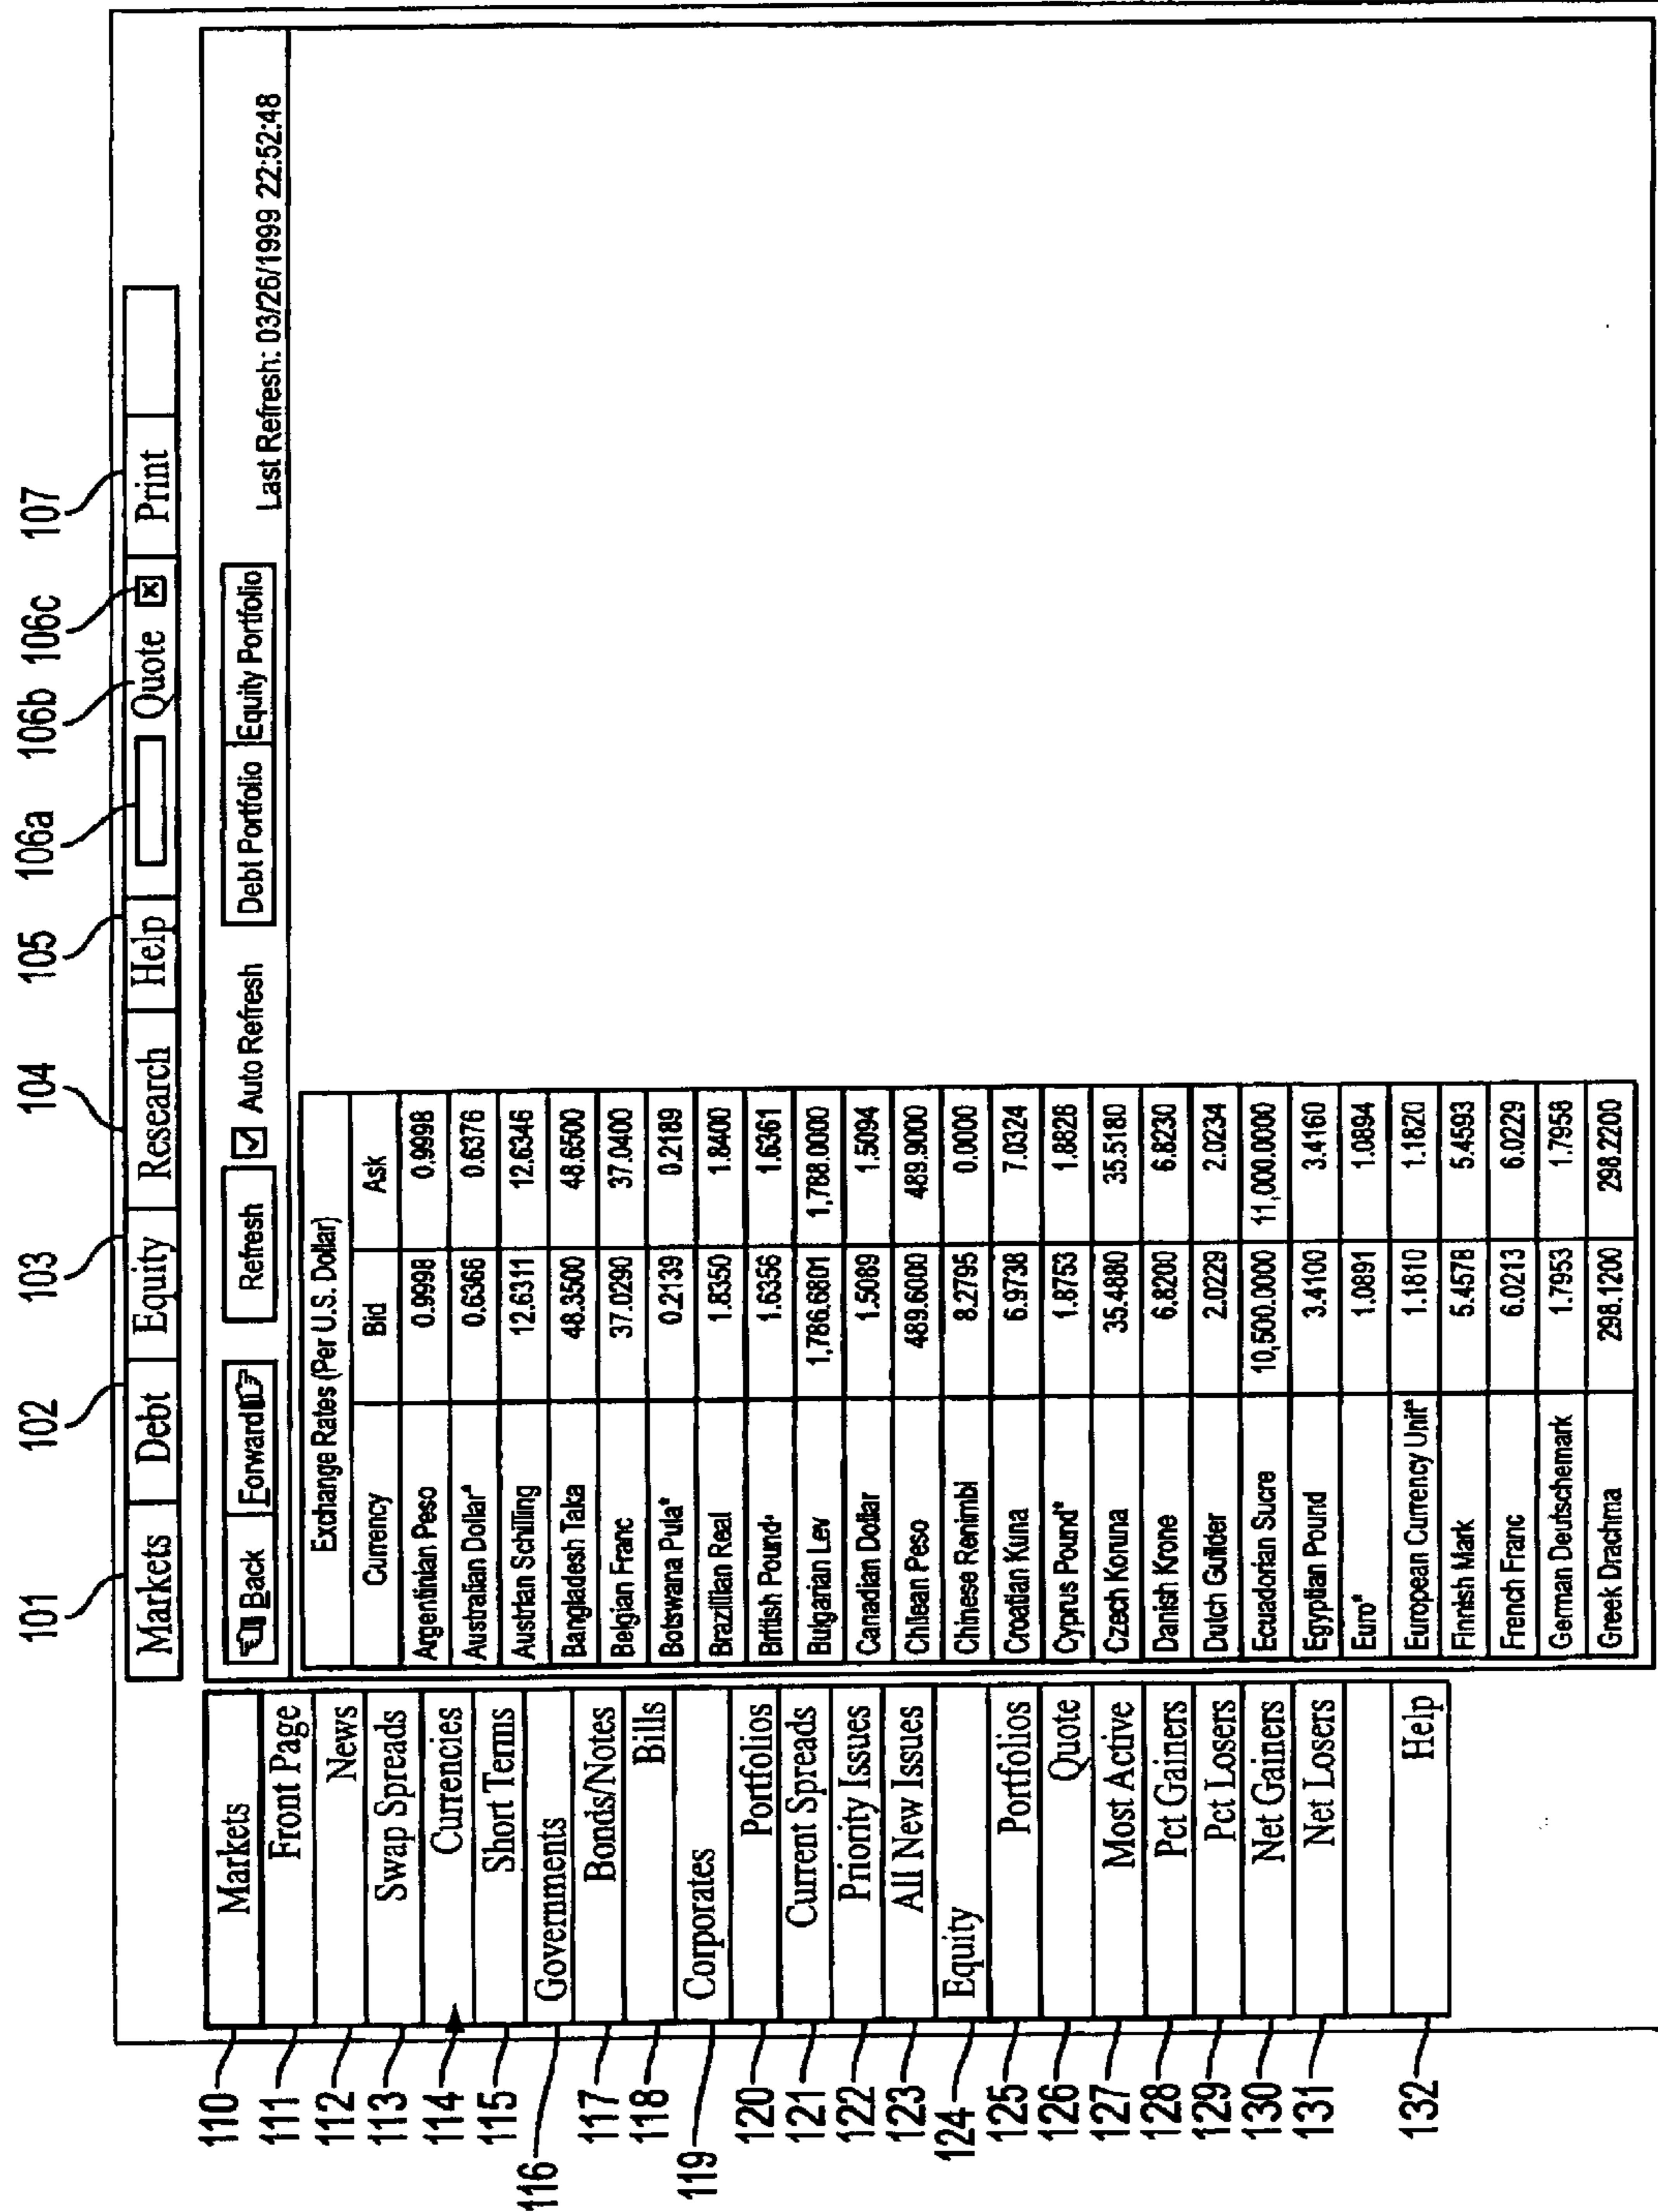 101 102 103 104 105 106a 106b 106c 107
Markets Debt Equity Research Help Quote Print
Back Forward Refresh Auto Refresh Debt Portfolio Equity Portfolio
Last Refresh: 03/26/1999 22:52:48
110 Markets
111 Front Page
112 News
113 Swap Spreads
114 Currencies
115 Short Terms
116 Governments
117 Bonds/Notes
118 Bills
119 Corporates
120 Portfolios
121 Current Spreads
122 Priority Issues
123 All New Issues
124 Equity
125 Portfolios
126 Quote
127 Most Active
128 Pct Gainers
129 Pct Losers
130 Net Gainers
131 Net Losers
132 Help
Exchange Rates (Per U.S. Dollar)
Currency Bid Ask
Argentinian Peso 0.9998 0.9998
Australian Dollar* 0.6366 0.6376
Austrian Schilling 12.6311 12.6346
Bangladesh Taka 48.3500 48.6500
Belgian Franc 37.0290 37.0400
Botswana Pula* 0.2139 0.2189
Brazillian Real 1.8350 1.8400
British Pound* 1.6356 1.6361
Bulgarian Lev 1,786.6801 1,788.0000
Canadian Dollar 1.5089 1.5094
Chilean Peso 489.6000 489.9000
Chinese Renimbi 8.2795 0.0000
Croatian Kuna 6.9738 7.0324
Cyprus Pound* 1.8753 1.8828
Czech Koruna 35.4880 35.5180
Danish Krone 6.8200 6.8230
Dutch Guilder 2.0229 2.0234
Ecuadorian Sucre 10,500.0000 11,000.0000
Egyptian Pound 3.4100 3.4160
Euro* 1.0891 1.0894
European Currency Unit* 1.1810 1.1820
Finnish Mark 5.4578 5.4593
French Franc 6.0213 6.0229
German Deutschemark 1.7953 1.7958
Greek Drachma 298.1200 298.2200